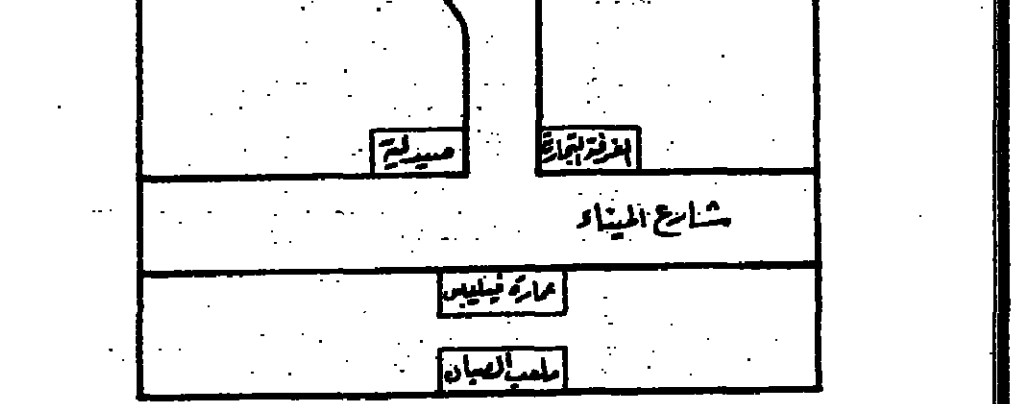 صيدلية
الغرفة التجارية
شارع الميناء
عمارة فيليبس
ملعب الصبان